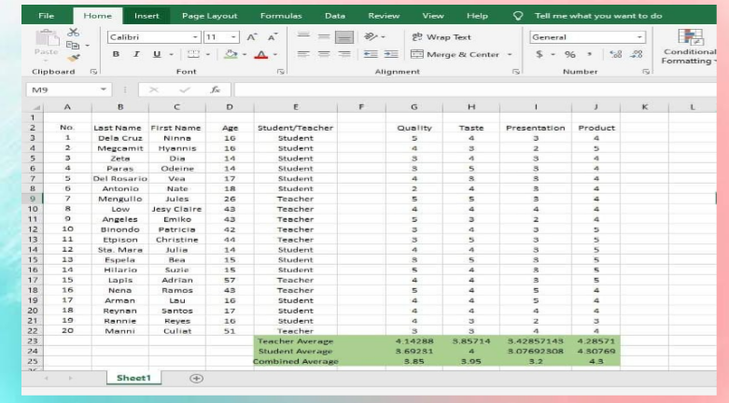 File Home Insert Page Layout Formulas Data Review View Help Tell me what you want to do
Calibri 11 A A Wrap Text General
Paste B I U A Merge & Center $ % Conditional
Formatting
Clipboard Font Alignment Number
M9 fx
A B C D E F G H I J K L
1
2 No. Last Name First Name Age Student/Teacher Quality Taste Presentation Product
3 1 Dela Cruz Ninna 16 Student 5 4 3 4
4 2 Megcamit Hyannis 16 Student 4 3 2 5
5 3 Zeta Dia 14 Student 3 4 3 4
6 4 Paras Odeine 14 Student 3 5 3 4
7 5 Del Rosario Vea 17 Student 4 3 3 4
8 6 Antonio Nate 18 Student 2 4 3 4
9 7 Mengullo Jules 26 Teacher 5 5 3 4
10 8 Low Jesy Claire 43 Teacher 4 4 4 4
11 9 Angeles Emiko 43 Teacher 5 3 2 4
12 10 Binondo Patricia 42 Teacher 3 4 3 5
13 11 Etpison Christine 44 Teacher 3 5 3 5
14 12 Sta. Mara Julia 14 Student 4 4 3 5
15 13 Espela Bea 15 Student 3 5 3 5
16 14 Hilario Suzie 15 Student 5 4 3 5
17 15 Lapis Adrian 57 Teacher 4 4 3 5
18 16 Nena Ramos 43 Teacher 5 4 5 4
19 17 Arman Lau 16 Student 4 4 5 4
20 18 Reynan Santos 17 Student 4 4 4 4
21 19 Rannie Reyes 16 Student 4 3 2 3
22 20 Manni Culiat 51 Teacher 3 3
23 Teacher Average 4.14288 3.85714 3.42857143 4.28571
24 Student Average 3.69231 4 3.07692308 4.30769
25 Combined Average 3.85 3.95 3.2 4.3
Sheet1